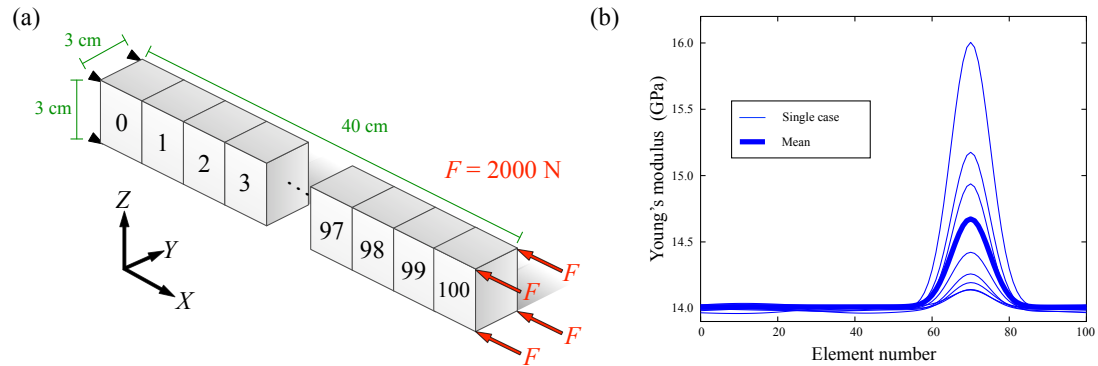 (a)
3 cm
3 cm
40 cm
F = 2000 N
0
1
2
3
97
98
99
100
F
F
F
F
Z
Y
X
(b)
16.0
15.5
15.0
14.5
14.0
Young's modulus (GPa)
Single case
Mean
0 20 40 60 80 100
Element number